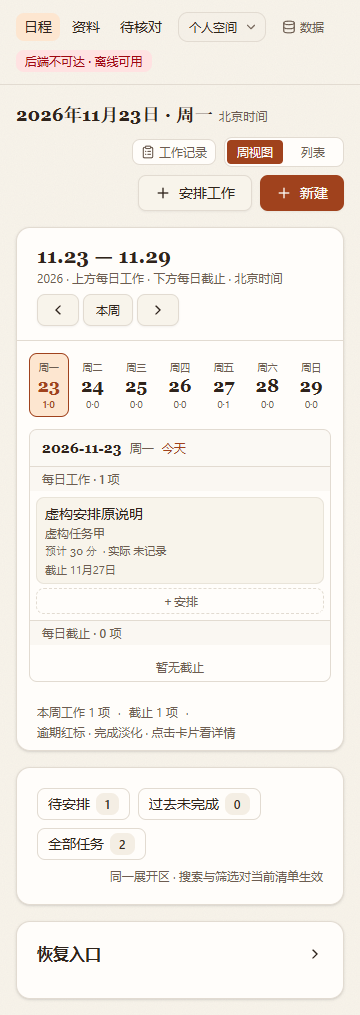 日程 资料 待核对 个人空间 数据
后端不可达 · 离线可用
2026年11月23日 · 周一 北京时间
工作记录 周视图 列表
+ 安排工作 + 新建
11.23 — 11.29
2026 · 上方每日工作 · 下方每日截止 · 北京时间
< 本周 >
周一 周二 周三 周四 周五 周六 周日
23 24 25 26 27 28 29
1·0 0·0 0·0 0·0 0·1 0·0 0·0
2026-11-23 周一 今天
每日工作 · 1 项
虚构安排原说明
虚构任务甲
预计 30 分 · 实际 未记录
截止 11月27日
+ 安排
每日截止 · 0 项
暂无截止
本周工作 1 项 · 截止 1 项 ·
逾期红标 · 完成淡化 · 点击卡片看详情
待安排 1 过去未完成 0
全部任务 2
同一展开区 · 搜索与筛选对当前清单生效
恢复入口 >